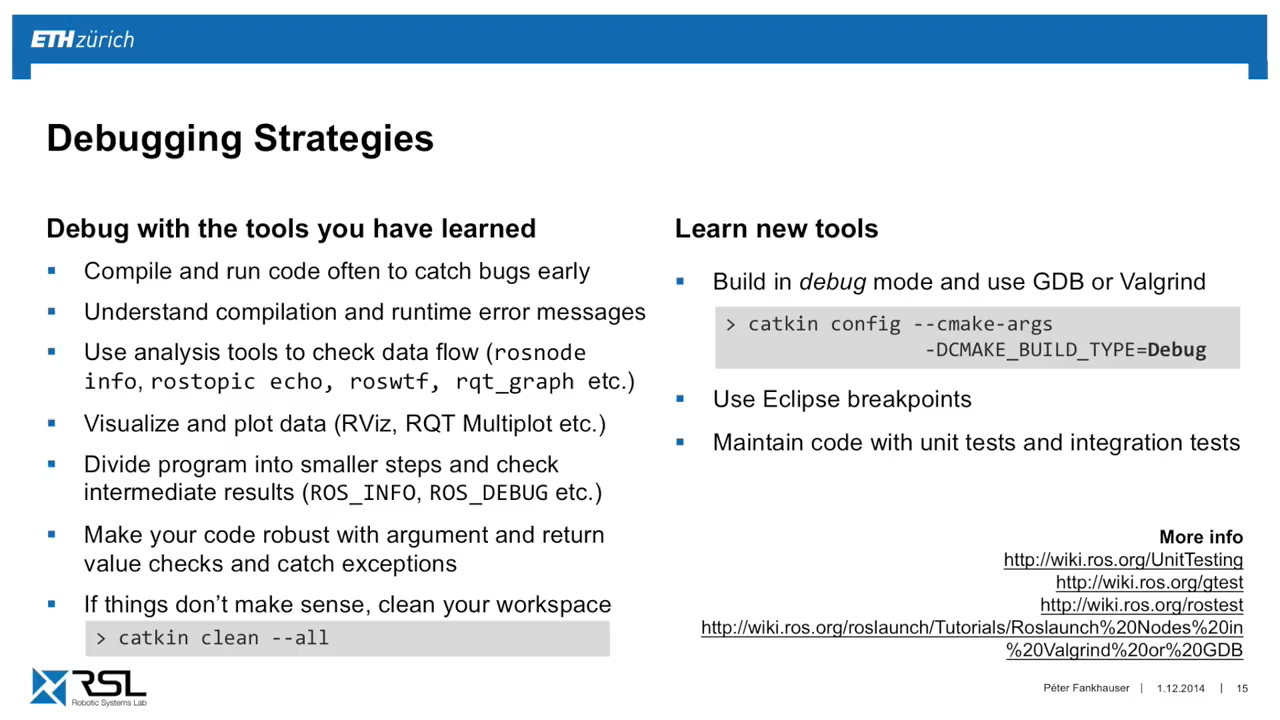 ETH zürich
Debugging Strategies
Debug with the tools you have learned
▪ Compile and run code often to catch bugs early
▪ Understand compilation and runtime error messages
▪ Use analysis tools to check data flow (rosnode
info, rostopic echo, roswtf, rqt_graph etc.)
▪ Visualize and plot data (RViz, RQT Multiplot etc.)
▪ Divide program into smaller steps and check
intermediate results (ROS_INFO, ROS_DEBUG etc.)
▪ Make your code robust with argument and return
value checks and catch exceptions
▪ If things don’t make sense, clean your workspace
> catkin clean --all
Learn new tools
▪ Build in debug mode and use GDB or Valgrind
> catkin config --cmake-args
-DCMAKE_BUILD_TYPE=Debug
▪ Use Eclipse breakpoints
▪ Maintain code with unit tests and integration tests
More info
http://wiki.ros.org/UnitTesting
http://wiki.ros.org/gtest
http://wiki.ros.org/rostest
http://wiki.ros.org/roslaunch/Tutorials/Roslaunch%20Nodes%20in
%20Valgrind%20or%20GDB
RSL
Robotic Systems Lab
Péter Fankhauser | 1.12.2014 | 15